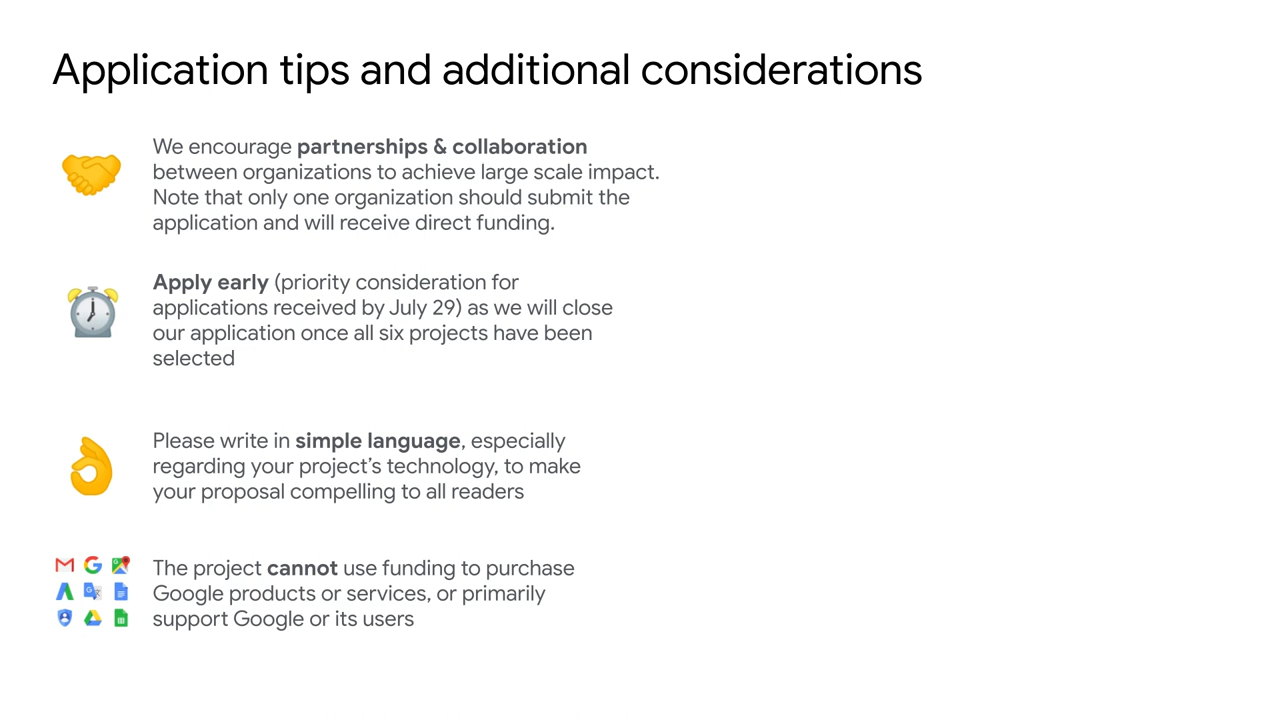 Application tips and additional considerations
We encourage partnerships & collaboration
between organizations to achieve large scale impact.
Note that only one organization should submit the
application and will receive direct funding.
Apply early (priority consideration for
applications received by July 29) as we will close
our application once all six projects have been
selected
Please write in simple language, especially
regarding your project's technology, to make
your proposal compelling to all readers
The project cannot use funding to purchase
Google products or services, or primarily
support Google or its users